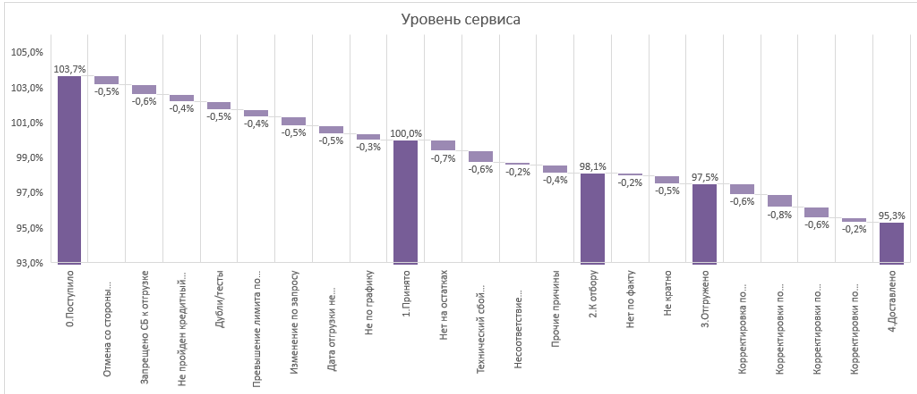 Уровень сервиса
105,0%
103,0%
101,0%
99,0%
97,0%
95,0%
93,0%
103,7%
-0,5%
-0,6%
-0,4%
-0,5%
-0,4%
-0,5%
-0,5%
-0,3%
100,0%
-0,7%
-0,6%
-0,2%
-0,4%
98,1%
-0,2%
-0,5%
97,5%
-0,6%
-0,8%
-0,6%
-0,2%
95,3%
0.Поступило
Отмена со стороны...
Запрещено СБ к отгрузке
Не пройден кредитный...
Дубли/тесты
Превышение лимита по...
Изменение по запросу
Дата отгрузки не...
Не по графику
1.Принято
Нет на остатках
Технический сбой...
Несоответствие...
Прочие причины
2.К отбору
Нет по факту
Не кратно
3.Отгружено
Корректировка по...
Корректировки по...
Корректировки по...
Корректировки по...
4.Доставлено